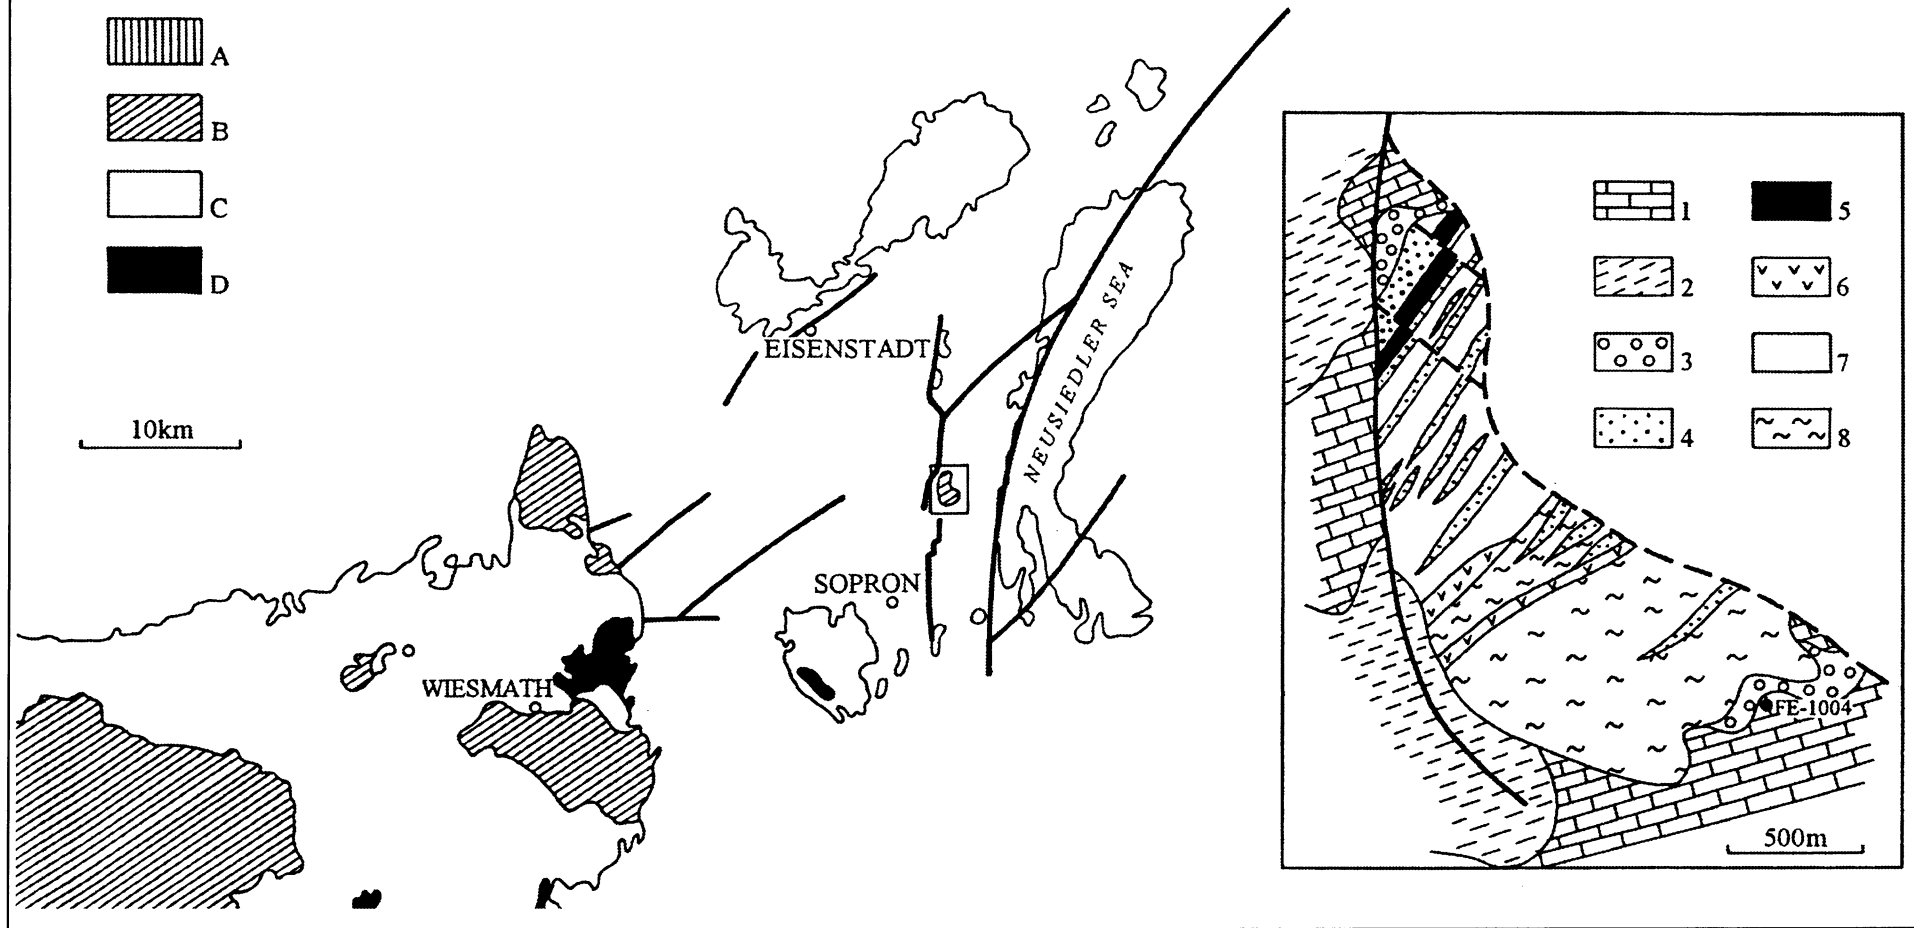 A
B
C
D
10km
EISENSTADT
NEUSIEDLER SEA
SOPRON
WIESMATH
1
2
3
4
5
6
7
8
FE-1004
500m